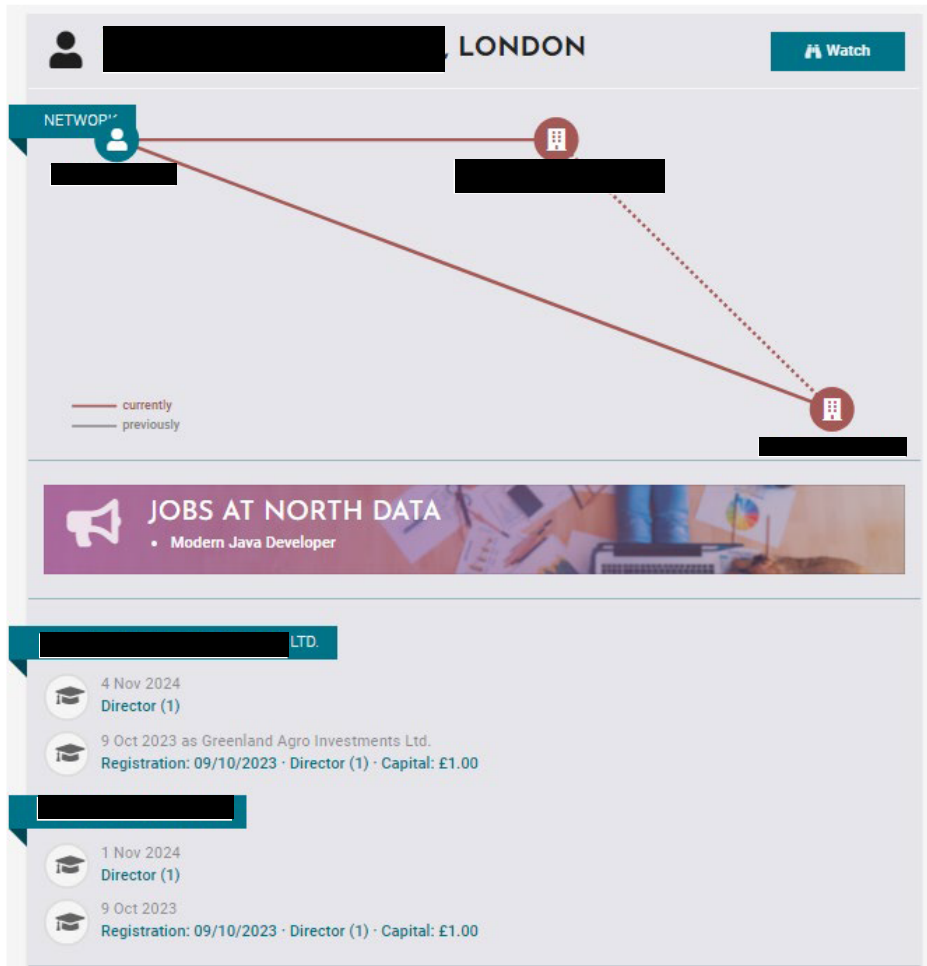 , LONDON
Watch
NETWORK
currently
previously
JOBS AT NORTH DATA
• Modern Java Developer
LTD.
4 Nov 2024
Director (1)
9 Oct 2023 as Greenland Agro Investments Ltd.
Registration: 09/10/2023 · Director (1) · Capital: £1.00
1 Nov 2024
Director (1)
9 Oct 2023
Registration: 09/10/2023 · Director (1) · Capital: £1.00